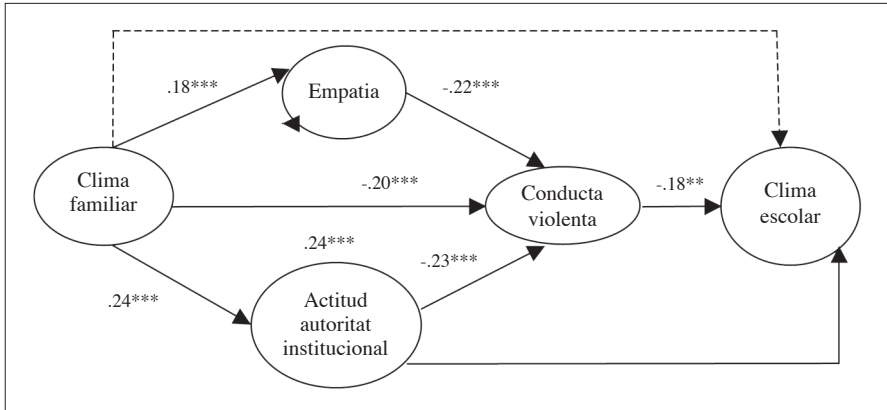 .18***
Empatia
-.22***
Clima
familiar
-.20***
Conducta
violenta
-.18**
Clima
escolar
.24***
-.23***
.24***
Actitud
autoritat
institucional